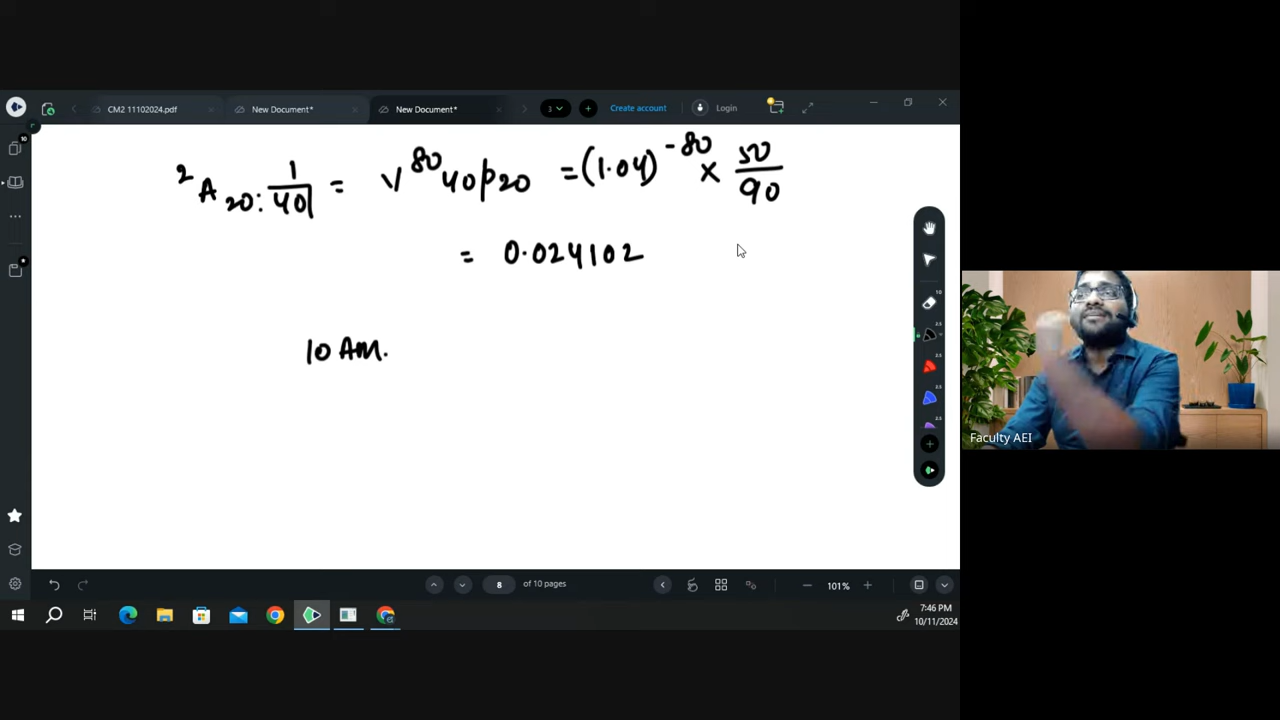 CM2 11102024.pdf New Document* New Document* 3 Create account Login
²A 20: 1/40| = v^80 40p20 = (1.04)^-80 × 50/90
= 0.024102
10 AM.
Faculty AEI
8 of 10 pages 101%
7:46 PM
10/11/2024